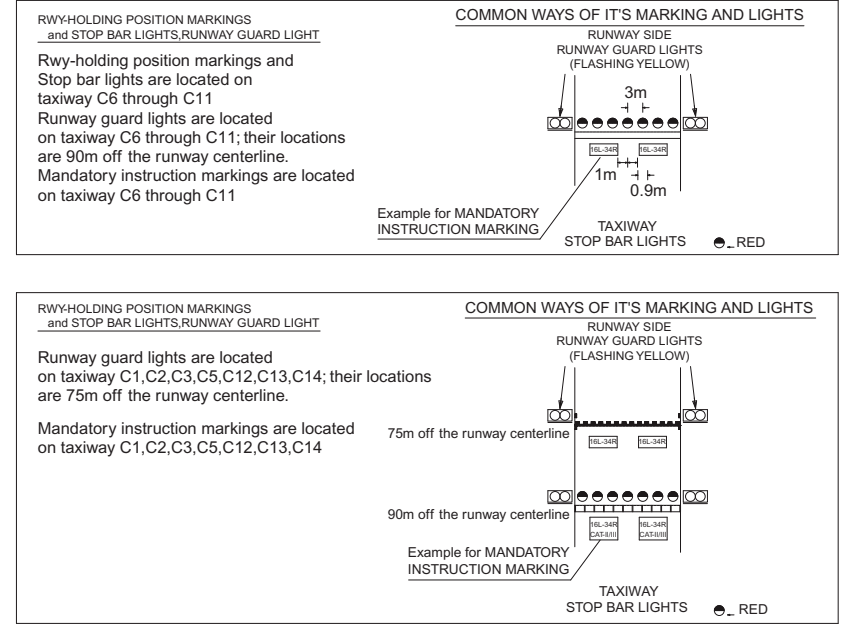 RWY-HOLDING POSITION MARKINGS
and STOP BAR LIGHTS,RUNWAY GUARD LIGHT
Rwy-holding position markings and
Stop bar lights are located on
taxiway C6 through C11
Runway guard lights are located
on taxiway C6 through C11; their locations
are 90m off the runway centerline.
Mandatory instruction markings are located
on taxiway C6 through C11
COMMON WAYS OF IT'S MARKING AND LIGHTS
RUNWAY SIDE
RUNWAY GUARD LIGHTS
(FLASHING YELLOW)
3m
16L-34R 16L-34R
1m
0.9m
Example for MANDATORY
INSTRUCTION MARKING
TAXIWAY
STOP BAR LIGHTS
RED
RWY-HOLDING POSITION MARKINGS
and STOP BAR LIGHTS,RUNWAY GUARD LIGHT
Runway guard lights are located
on taxiway C1,C2,C3,C5,C12,C13,C14; their locations
are 75m off the runway centerline.
Mandatory instruction markings are located
on taxiway C1,C2,C3,C5,C12,C13,C14
COMMON WAYS OF IT'S MARKING AND LIGHTS
RUNWAY SIDE
RUNWAY GUARD LIGHTS
(FLASHING YELLOW)
75m off the runway centerline
16L-34R 16L-34R
90m off the runway centerline
16L-34R 16L-34R
CAT-II/III CAT-II/III
Example for MANDATORY
INSTRUCTION MARKING
TAXIWAY
STOP BAR LIGHTS
RED